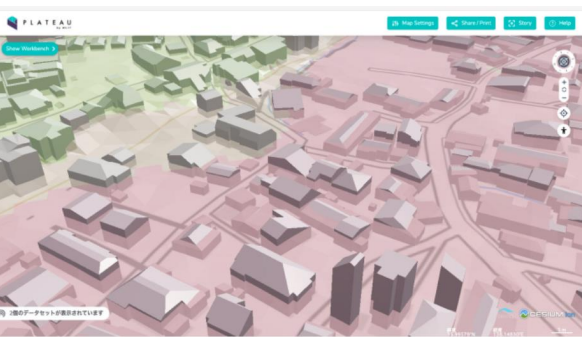 PLATEAU
by MLIT
Map Settings
Share / Print
Story
Help
Show Workbench
2個のデータセットが表示されています
CESIUM ion